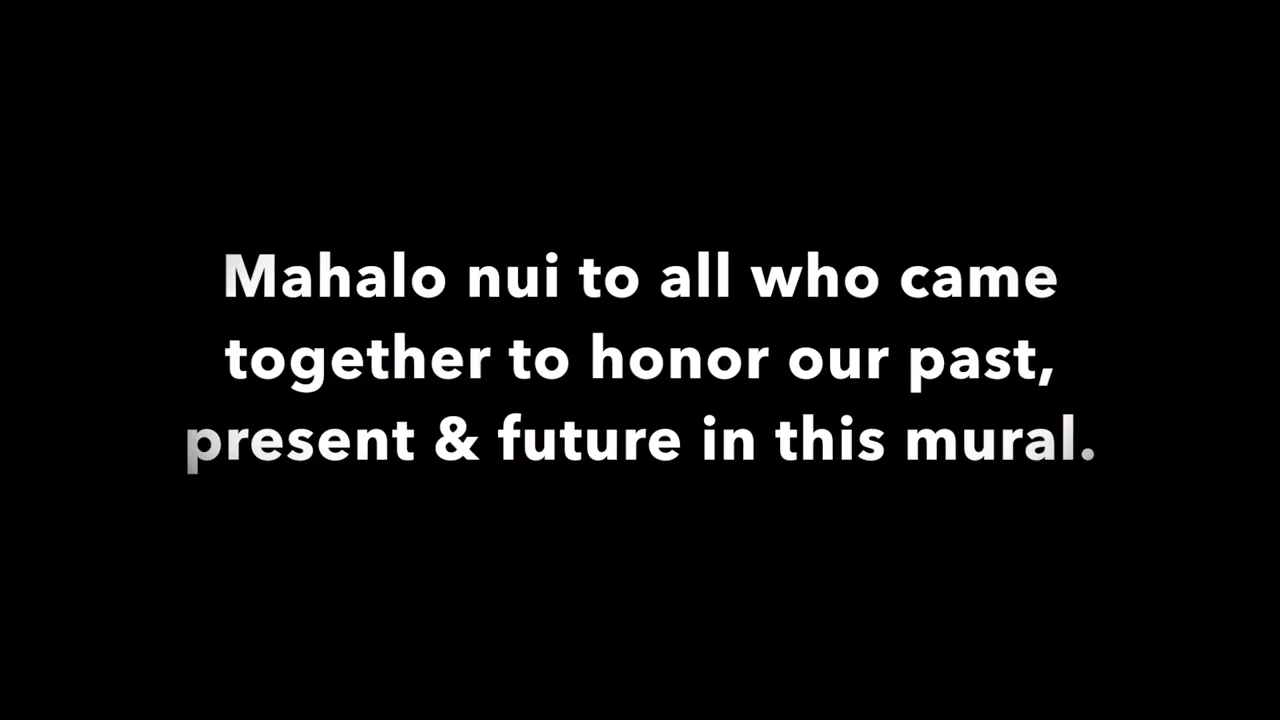 Mahalo nui to all who came
together to honor our past,
present & future in this mural.